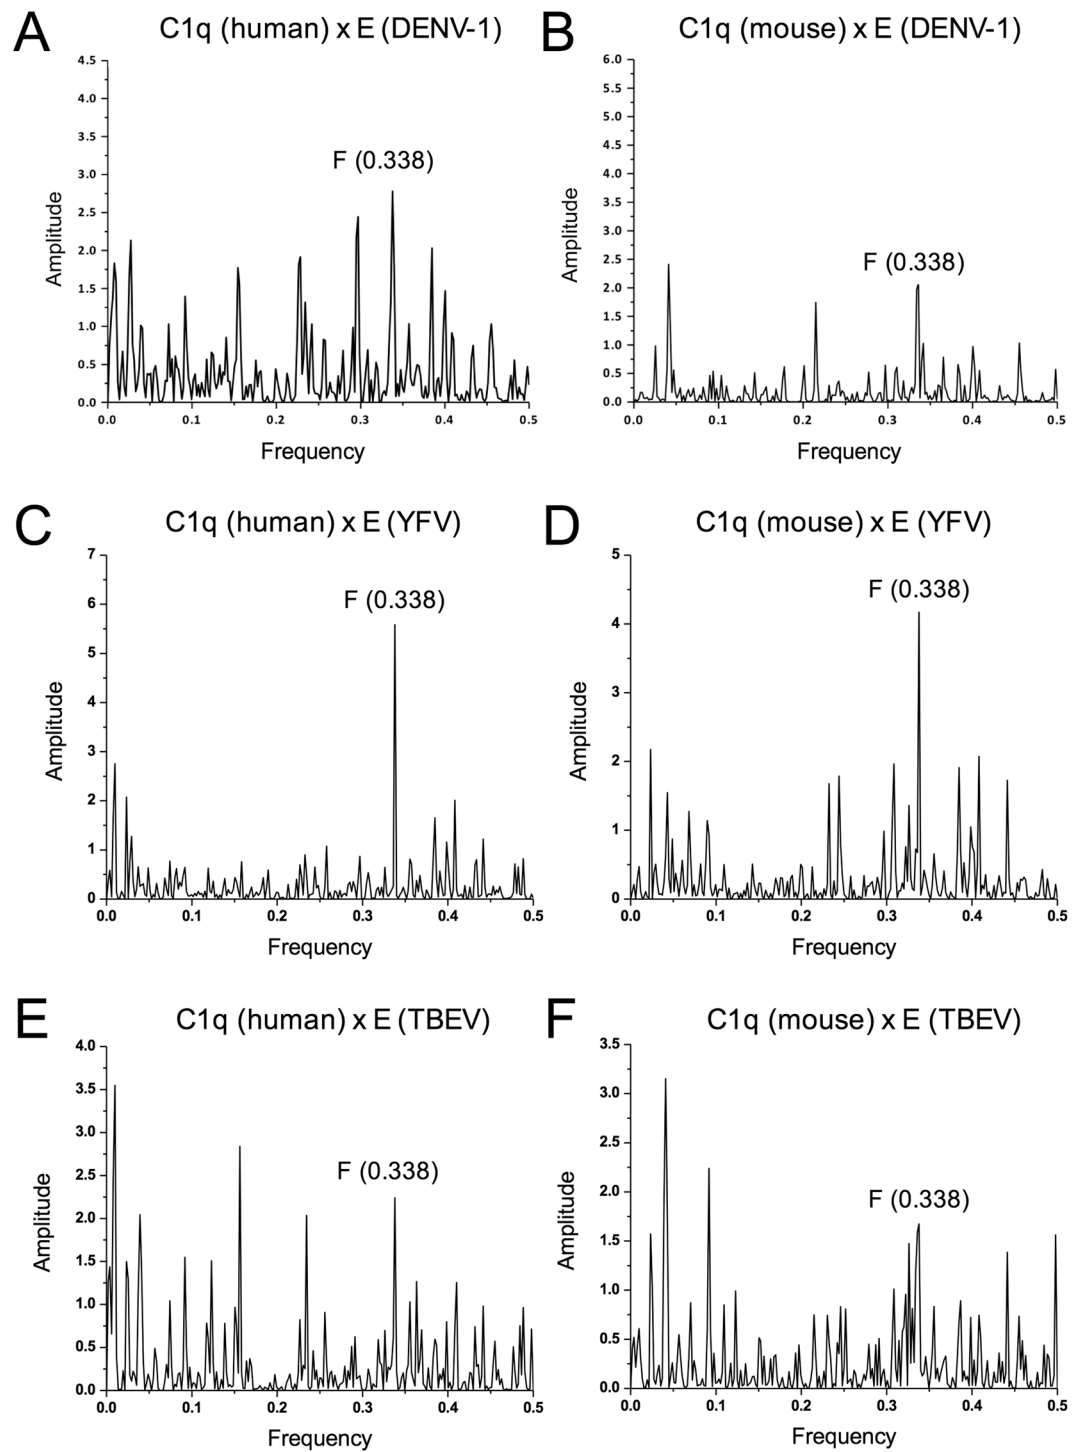 A
C1q (human) x E (DENV-1)
4.5
4.0
3.5
3.0
2.5
2.0
1.5
1.0
0.5
0.0
Amplitude
F (0.338)
0.0 0.1 0.2 0.3 0.4 0.5
Frequency
B
C1q (mouse) x E (DENV-1)
6.0
5.5
5.0
4.5
4.0
3.5
3.0
2.5
2.0
1.5
1.0
0.5
0.0
Amplitude
F (0.338)
0.0 0.1 0.2 0.3 0.4 0.5
Frequency
C
C1q (human) x E (YFV)
7
6
5
4
3
2
1
0
Amplitude
F (0.338)
0.0 0.1 0.2 0.3 0.4 0.5
Frequency
D
C1q (mouse) x E (YFV)
5
4
3
2
1
0
Amplitude
F (0.338)
0.0 0.1 0.2 0.3 0.4 0.5
Frequency
E
C1q (human) x E (TBEV)
4.0
3.5
3.0
2.5
2.0
1.5
1.0
0.5
0.0
Amplitude
F (0.338)
0.0 0.1 0.2 0.3 0.4 0.5
Frequency
F
C1q (mouse) x E (TBEV)
3.5
3.0
2.5
2.0
1.5
1.0
0.5
0.0
Amplitude
F (0.338)
0.0 0.1 0.2 0.3 0.4 0.5
Frequency